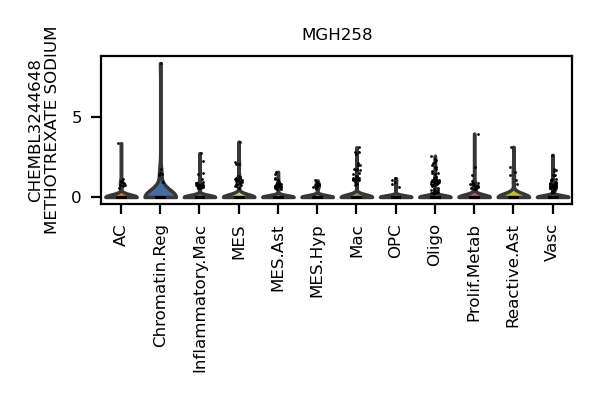 MGH258
CHEMBL3244648
METHOTREXATE SODIUM
5
0
AC
Chromatin.Reg
Inflammatory.Mac
MES
MES.Ast
MES.Hyp
Mac
OPC
Oligo
Prolif.Metab
Reactive.Ast
Vasc